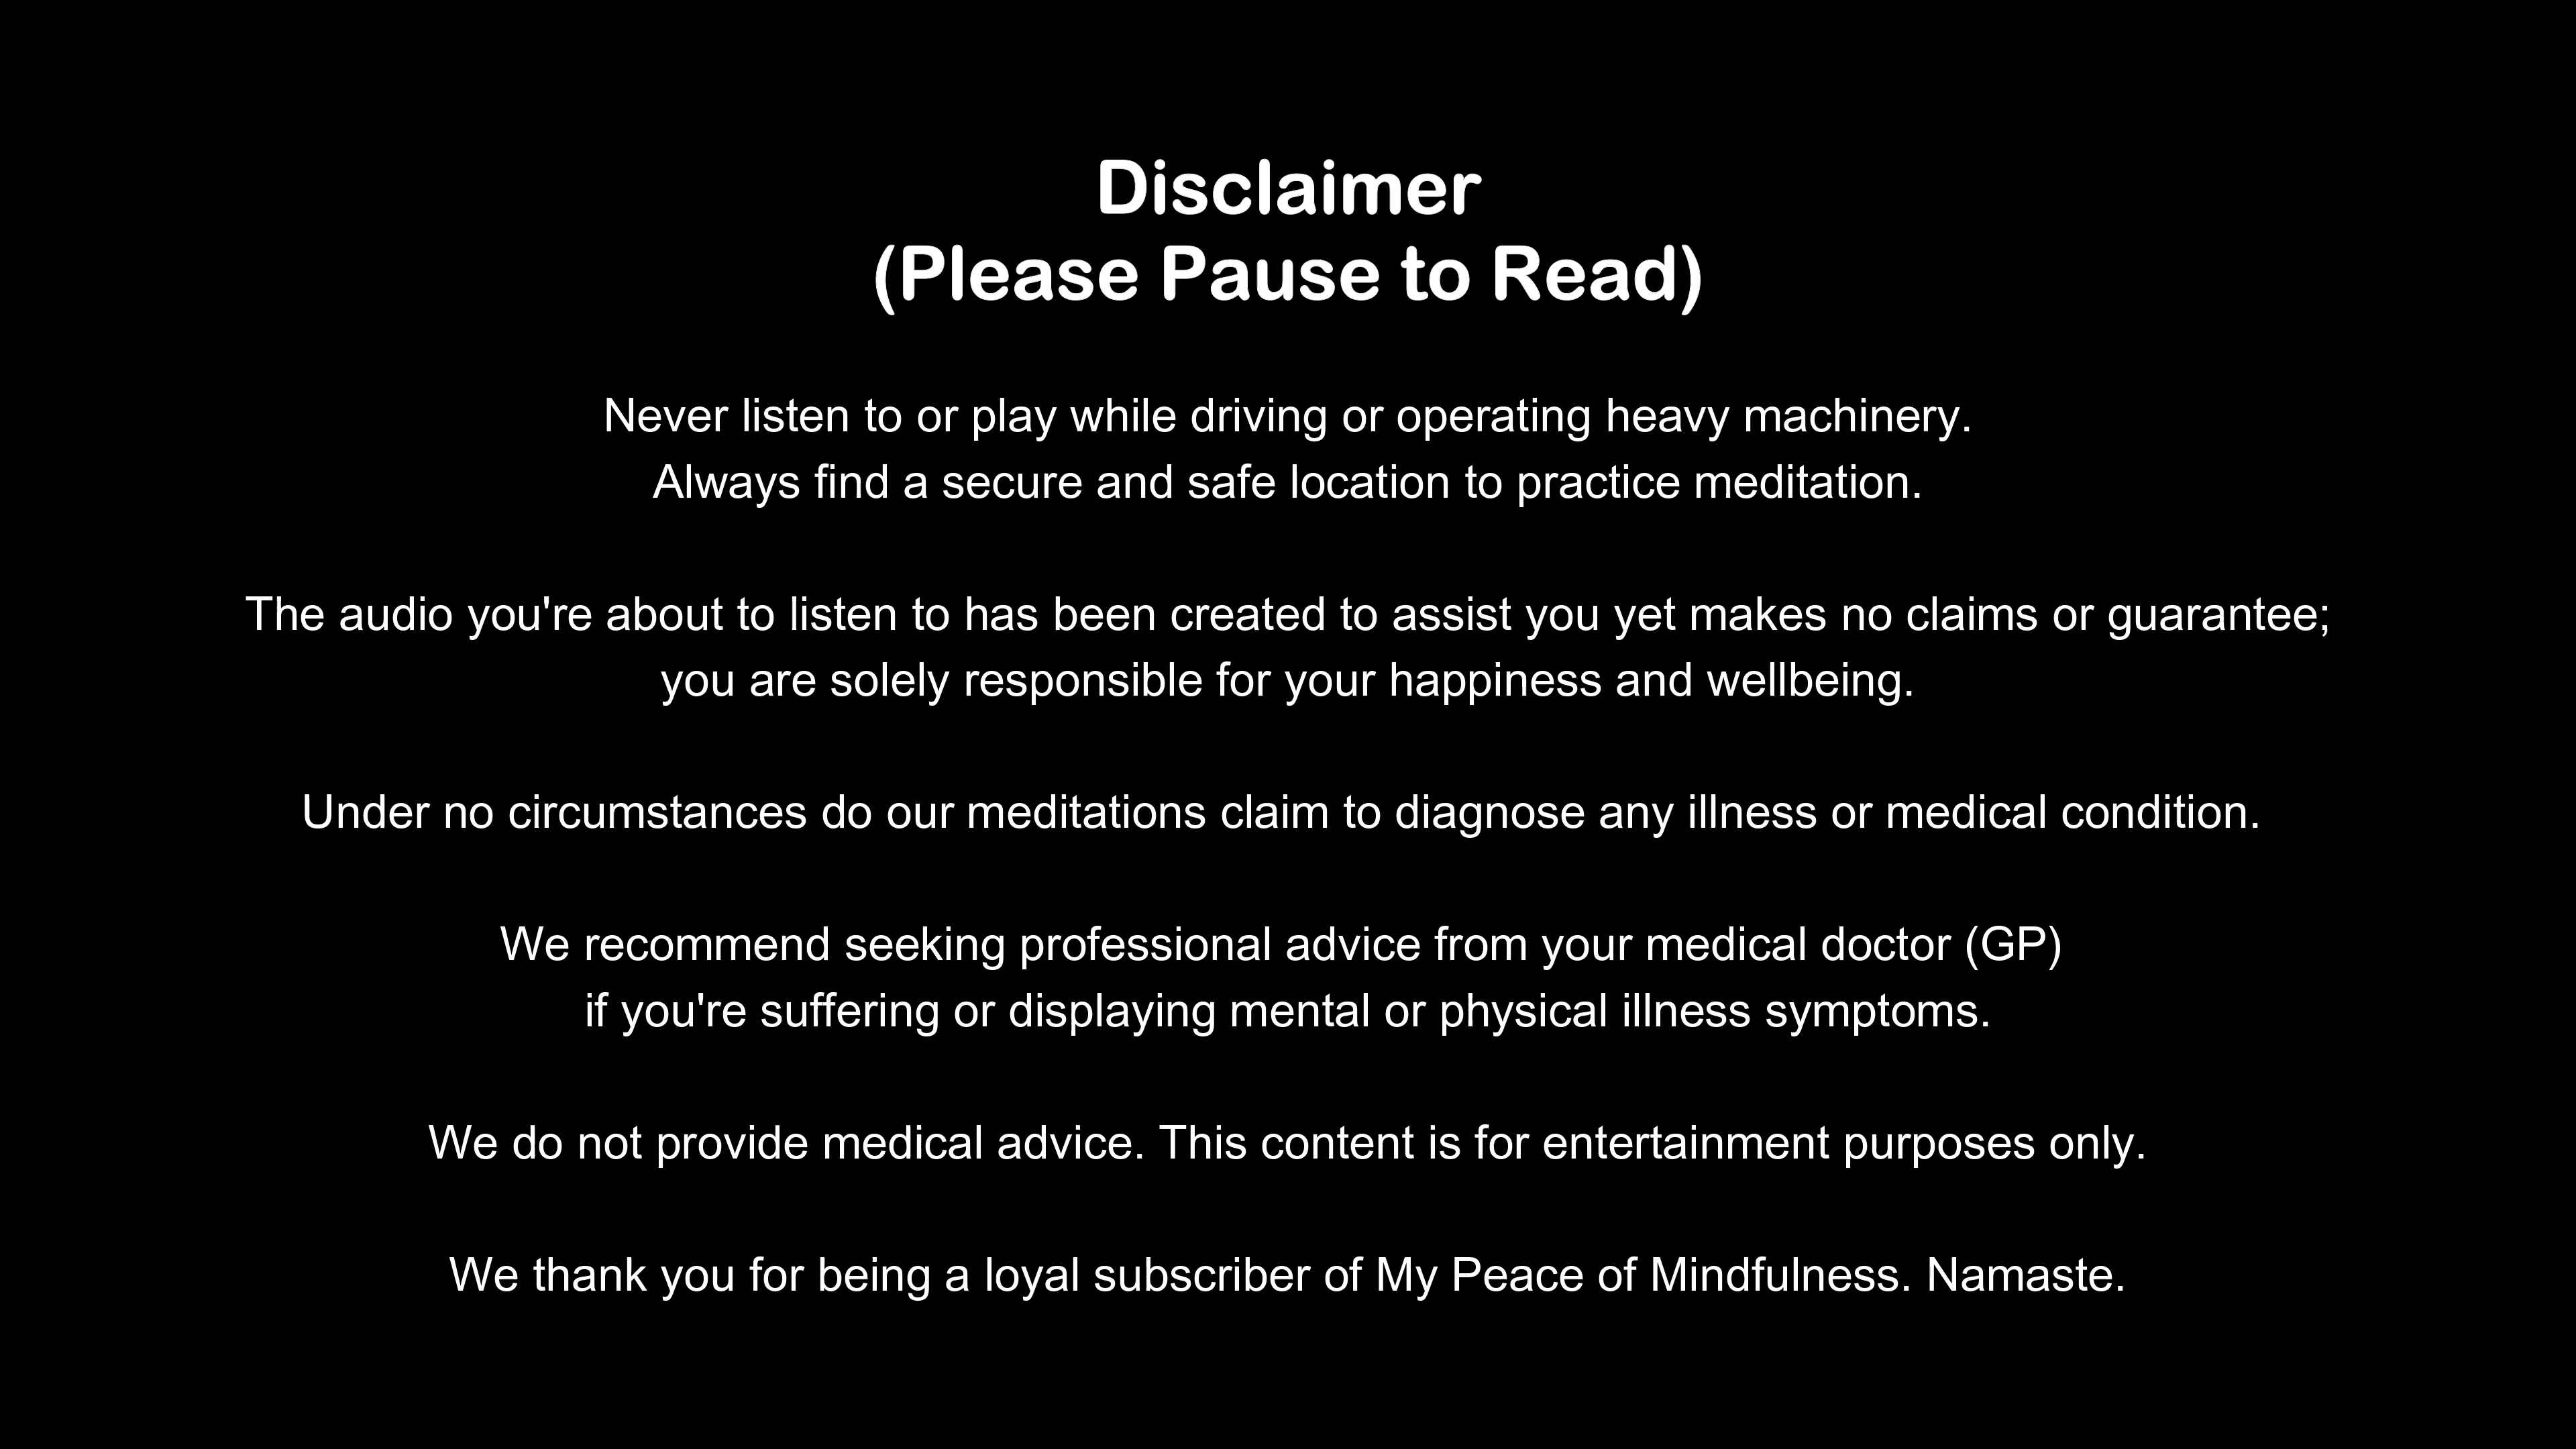 Disclaimer
(Please Pause to Read)
Never listen to or play while driving or operating heavy machinery.
Always find a secure and safe location to practice meditation.
The audio you're about to listen to has been created to assist you yet makes no claims or guarantee;
you are solely responsible for your happiness and wellbeing.
Under no circumstances do our meditations claim to diagnose any illness or medical condition.
We recommend seeking professional advice from your medical doctor (GP)
if you're suffering or displaying mental or physical illness symptoms.
We do not provide medical advice. This content is for entertainment purposes only.
We thank you for being a loyal subscriber of My Peace of Mindfulness. Namaste.